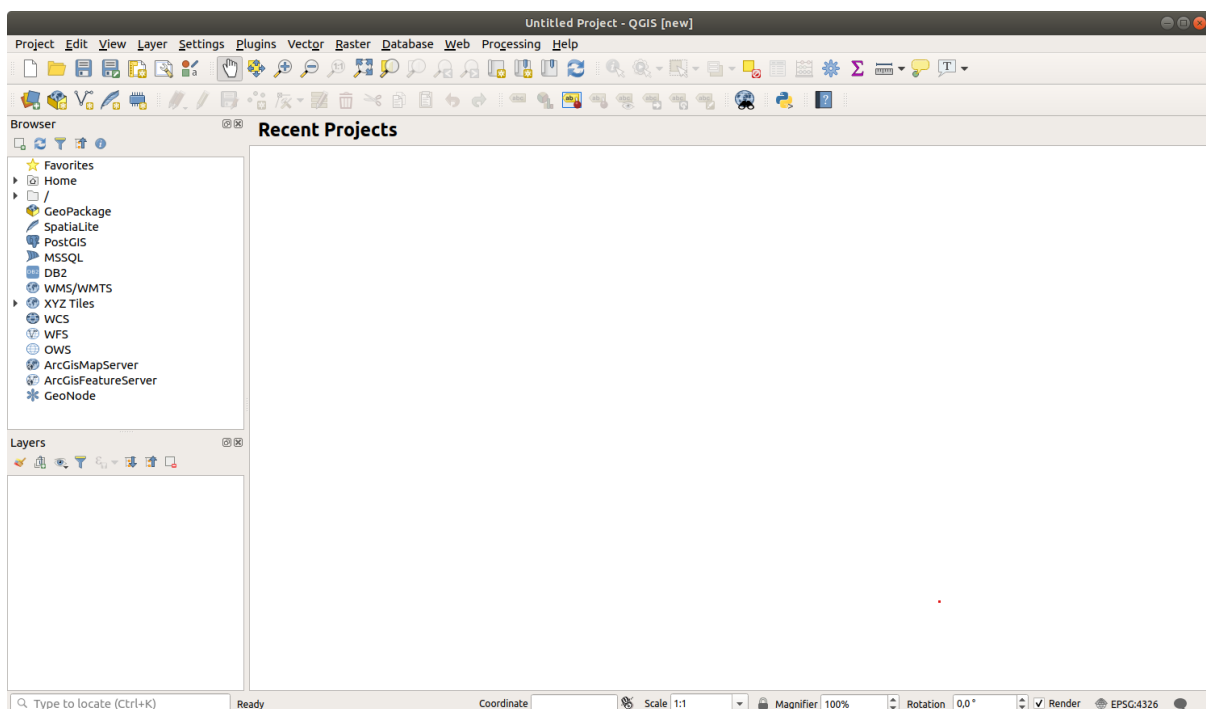 Untitled Project - QGIS [new]
Project Edit View Layer Settings Plugins Vector Raster Database Web Processing Help
Browser
Recent Projects
Favorites
Home
/
GeoPackage
SpatiaLite
PostGIS
MSSQL
DB2
WMS/WMTS
XYZ Tiles
WCS
WFS
OWS
ArcGisMapServer
ArcGisFeatureServer
GeoNode
Layers
Type to locate (Ctrl+K) Ready Coordinate Scale 1:1 Magnifier 100% Rotation 0,0 ° Render EPSG:4326